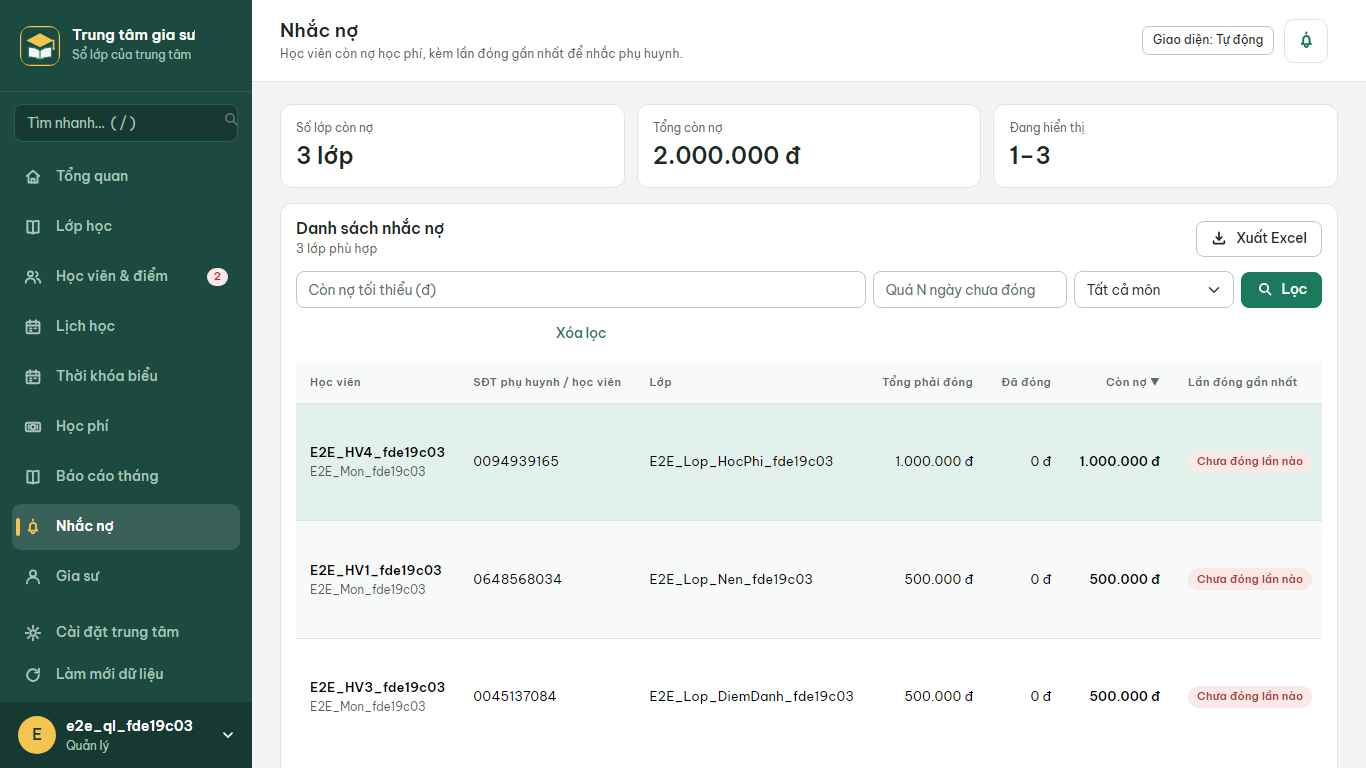 Trung tâm gia sư
Sổ lớp của trung tâm
Tìm nhanh... ( / )
Tổng quan
Lớp học
Học viên & điểm 2
Lịch học
Thời khóa biểu
Học phí
Báo cáo tháng
Nhắc nợ
Gia sư
Cài đặt trung tâm
Làm mới dữ liệu
E
e2e_ql_fde19c03
Quản lý
Nhắc nợ
Học viên còn nợ học phí, kèm lần đóng gần nhất để nhắc phụ huynh.
Giao diện: Tự động
Số lớp còn nợ
3 lớp
Tổng còn nợ
2.000.000 đ
Đang hiển thị
1–3
Danh sách nhắc nợ
3 lớp phù hợp
Xuất Excel
Còn nợ tối thiểu (đ)
Quá N ngày chưa đóng
Tất cả môn
Lọc
Xóa lọc
Học viên SĐT phụ huynh / học viên Lớp Tổng phải đóng Đã đóng Còn nợ ▼ Lần đóng gần nhất
E2E_HV4_fde19c03
E2E_Mon_fde19c03
0094939165 E2E_Lop_HocPhi_fde19c03 1.000.000 đ 0 đ 1.000.000 đ Chưa đóng lần nào
E2E_HV1_fde19c03
E2E_Mon_fde19c03
0648568034 E2E_Lop_Nen_fde19c03 500.000 đ 0 đ 500.000 đ Chưa đóng lần nào
E2E_HV3_fde19c03
E2E_Mon_fde19c03
0045137084 E2E_Lop_DiemDanh_fde19c03 500.000 đ 0 đ 500.000 đ Chưa đóng lần nào